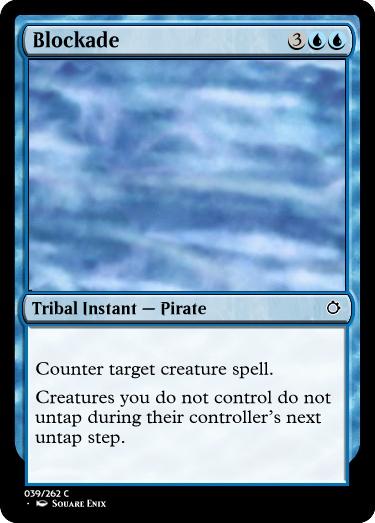 Blockade 3
Tribal Instant — Pirate
Counter target creature spell.
Creatures you do not control do not
untap during their controller's next
untap step.
039/262 C
· SQUARE ENIX